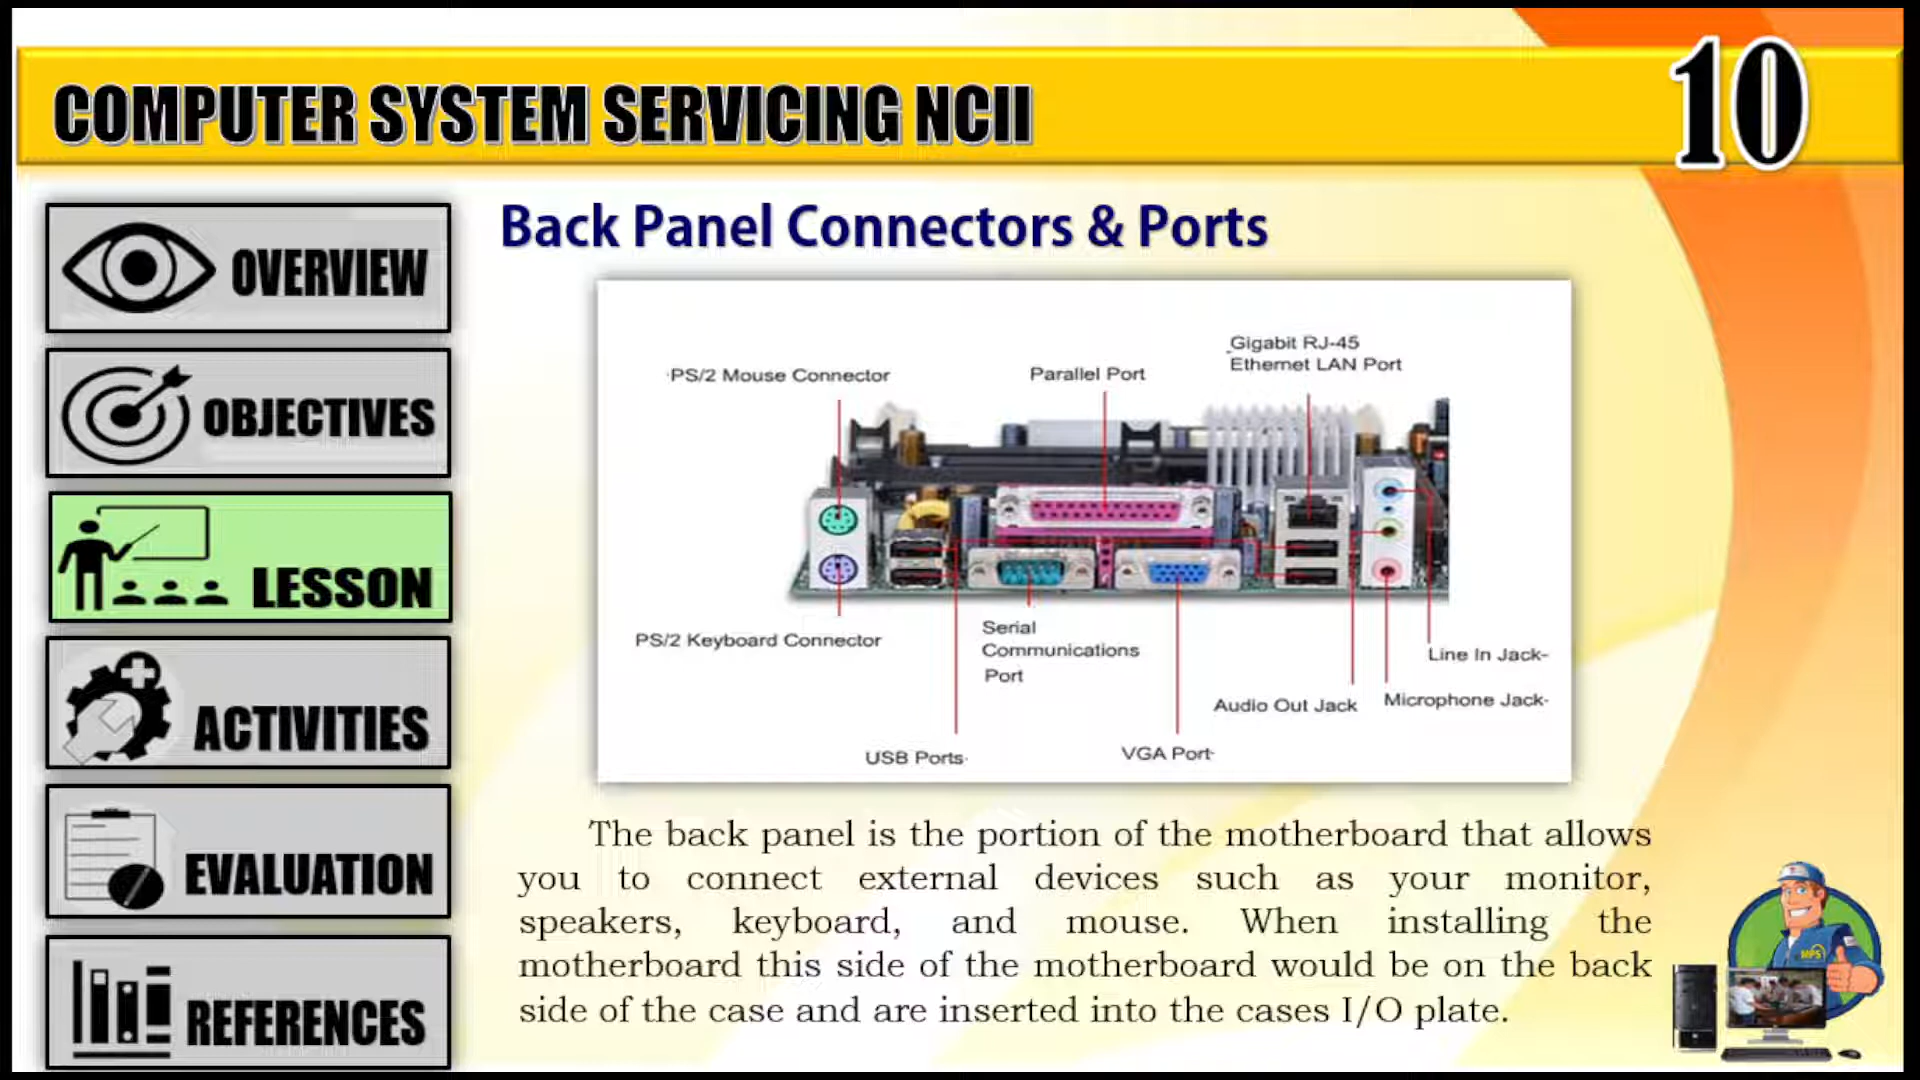 COMPUTER SYSTEM SERVICING NCII
10
OVERVIEW
OBJECTIVES
LESSON
ACTIVITIES
EVALUATION
REFERENCES
Back Panel Connectors & Ports
PS/2 Mouse Connector
Parallel Port
Gigabit RJ-45
Ethernet LAN Port
PS/2 Keyboard Connector
Serial
Communications
Port
Line In Jack
Audio Out Jack
Microphone Jack
USB Ports
VGA Port
The back panel is the portion of the motherboard that allows
you to connect external devices such as your monitor,
speakers, keyboard, and mouse. When installing the
motherboard this side of the motherboard would be on the back
side of the case and are inserted into the cases I/O plate.
MPS